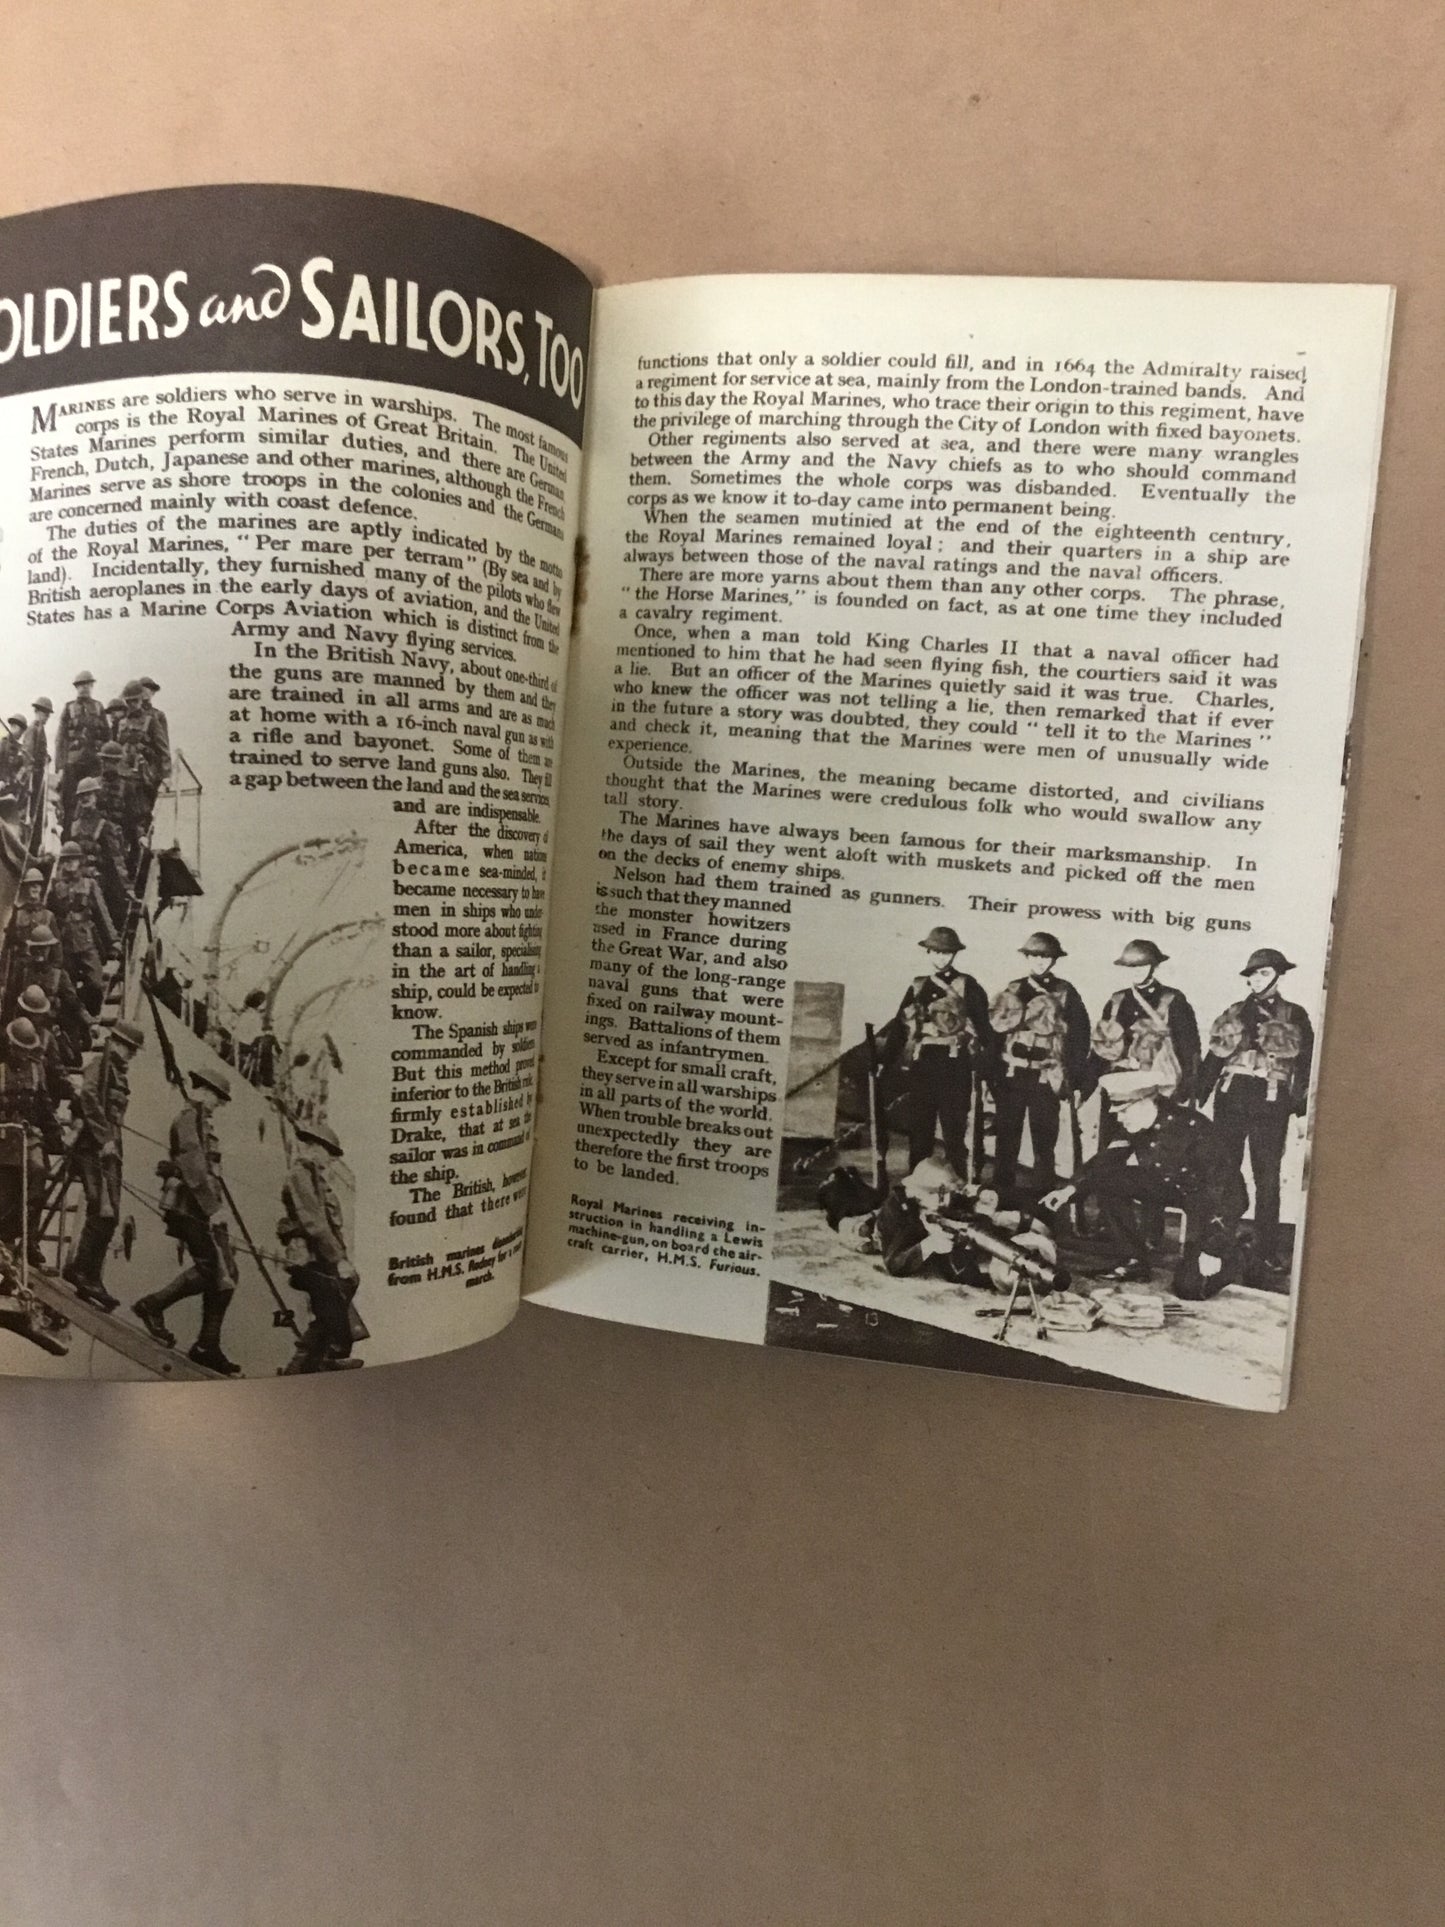 OLDIERS and SAILORS, TOO
MARINES are soldiers who serve in warships. The most famous
corps is the Royal Marines of Great Britain. The United
States Marines perform similar duties, and there are German
French, Dutch, Japanese and other marines, although the French
Marines serve as shore troops in the colonies and the Germans
are concerned mainly with coast defence.
The duties of the marines are aptly indicated by the motto
of the Royal Marines, "Per mare per terram" (By sea and by
land). Incidentally, they furnished many of the pilots who flew
British aeroplanes in the early days of aviation, and the United
States has a Marine Corps Aviation which is distinct from the
Army and Navy flying services.
In the British Navy, about one-third of
the guns are manned by them and they
are trained in all arms and are as much
at home with a 16-inch naval gun as with
a rifle and bayonet. Some of them are
trained to serve land guns also. They fill
a gap between the land and the sea services,
and are indispensable.
After the discovery of
America, when nations
became sea-minded, it
became necessary to have
men in ships who under-
stood more about fighting
than a sailor, specialising
in the art of handling a
ship, could be expected to
know.
The Spanish ships were
commanded by soldiers.
But this method proved
inferior to the British rule,
firmly established by
Drake, that at sea the
sailor was in command of
the ship.
The British, however,
found that there were
British marines
from H.M.S. Rodney for a
march.
12
functions that only a soldier could fill, and in 1664 the Admiralty raised
a regiment for service at sea, mainly from the London-trained bands. And
to this day the Royal Marines, who trace their origin to this regiment, have
the privilege of marching through the City of London with fixed bayonets.
Other regiments also served at sea, and there were many wrangles
between the Army and the Navy chiefs as to who should command
them. Sometimes the whole corps was disbanded. Eventually the
corps as we know it to-day came into permanent being.
When the seamen mutinied at the end of the eighteenth century,
the Royal Marines remained loyal; and their quarters in a ship are
always between those of the naval ratings and the naval officers.
There are more yarns about them than any other corps. The phrase,
"the Horse Marines," is founded on fact, as at one time they included
a cavalry regiment.
Once, when a man told King Charles II that a naval officer had
mentioned to him that he had seen flying fish, the courtiers said it was
a lie. But an officer of the Marines quietly said it was true. Charles,
who knew the officer was not telling a lie, then remarked that if ever
in the future a story was doubted, they could "tell it to the Marines"
and check it, meaning that the Marines were men of unusually wide
experience.
Outside the Marines, the meaning became distorted, and civilians
thought that the Marines were credulous folk who would swallow any
tall story.
The Marines have always been famous for their marksmanship. In
the days of sail they went aloft with muskets and picked off the men
on the decks of enemy ships.
Nelson had them trained as gunners. Their prowess with big guns
is such that they manned
the monster howitzers
used in France during
the Great War, and also
many of the long-range
naval guns that were
fixed on railway mount-
ings. Battalions of them
served as infantrymen.
Except for small craft,
they serve in all warships
in all parts of the world.
When trouble breaks out
unexpectedly they are
therefore the first troops
to be landed.
Royal Marines receiving in-
struction in handling a Lewis
machine-gun, on board the air-
craft carrier, H.M.S. Furious.
13